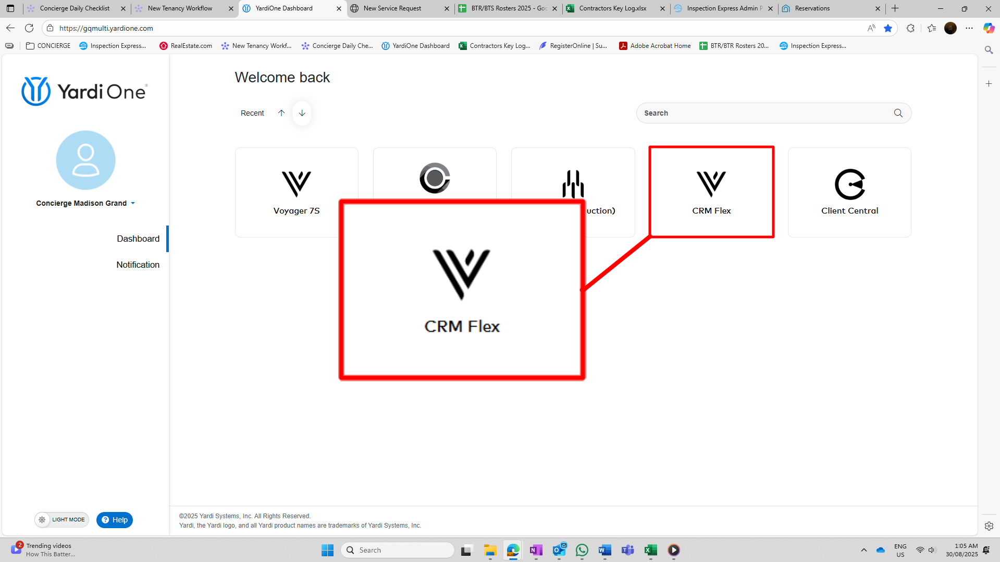 Concierge Daily Checklist
New Tenancy Workflow
YardiOne Dashboard
New Service Request
BTR/BTS Rosters 2025 - Goo
Contractors Key Log.xlsx
Inspection Express Admin P
Reservations
https://gqmulti.yardione.com
CONCIERGE
Inspection Express...
RealEstate.com
New Tenancy Workf...
Concierge Daily Che...
YardiOne Dashboard
Contractors Key Log...
RegisterOnline | Su...
Adobe Acrobat Home
BTR/BTR Rosters 20...
Inspection Express...
Yardi One®
Concierge Madison Grand
Dashboard
Notification
LIGHT MODE
Help
Welcome back
Recent
Search
Voyager 7S
uction)
CRM Flex
Client Central
CRM Flex
©2025 Yardi Systems, Inc. All Rights Reserved.
Yardi, the Yardi logo, and all Yardi product names are trademarks of Yardi Systems, Inc.
2
Trending videos
How This Batter...
Search
ENG
US
1:05 AM
30/08/2025